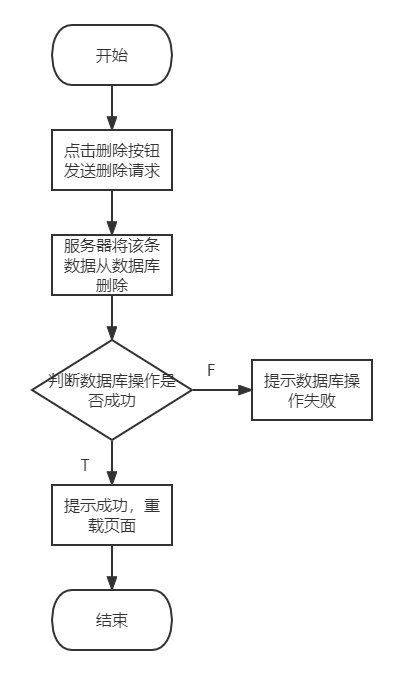 开始
点击删除按钮
发送删除请求
服务器将该条
数据从数据库
删除
判断数据库操作是
否成功
F
提示数据库操
作失败
T
提示成功，重
载页面
结束